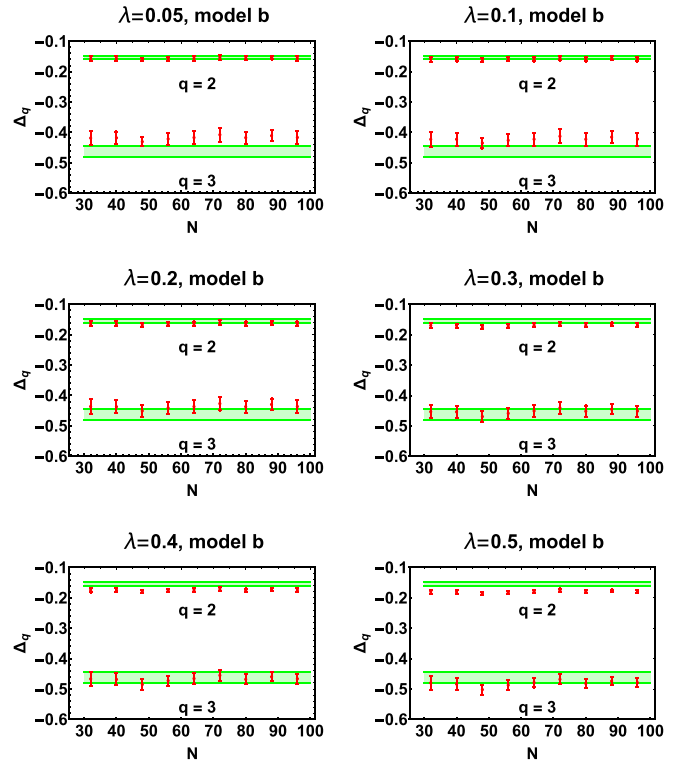 λ=0.05, model b
−0.1
−0.2
−0.3
−0.4
−0.5
−0.6
Δq
q = 2
q = 3
30 40 50 60 70 80 90 100
N
λ=0.1, model b
−0.1
−0.2
−0.3
−0.4
−0.5
−0.6
Δq
q = 2
q = 3
30 40 50 60 70 80 90 100
N
λ=0.2, model b
−0.1
−0.2
−0.3
−0.4
−0.5
−0.6
Δq
q = 2
q = 3
30 40 50 60 70 80 90 100
N
λ=0.3, model b
−0.1
−0.2
−0.3
−0.4
−0.5
−0.6
Δq
q = 2
q = 3
30 40 50 60 70 80 90 100
N
λ=0.4, model b
−0.1
−0.2
−0.3
−0.4
−0.5
−0.6
Δq
q = 2
q = 3
30 40 50 60 70 80 90 100
N
λ=0.5, model b
−0.1
−0.2
−0.3
−0.4
−0.5
−0.6
Δq
q = 2
q = 3
30 40 50 60 70 80 90 100
N